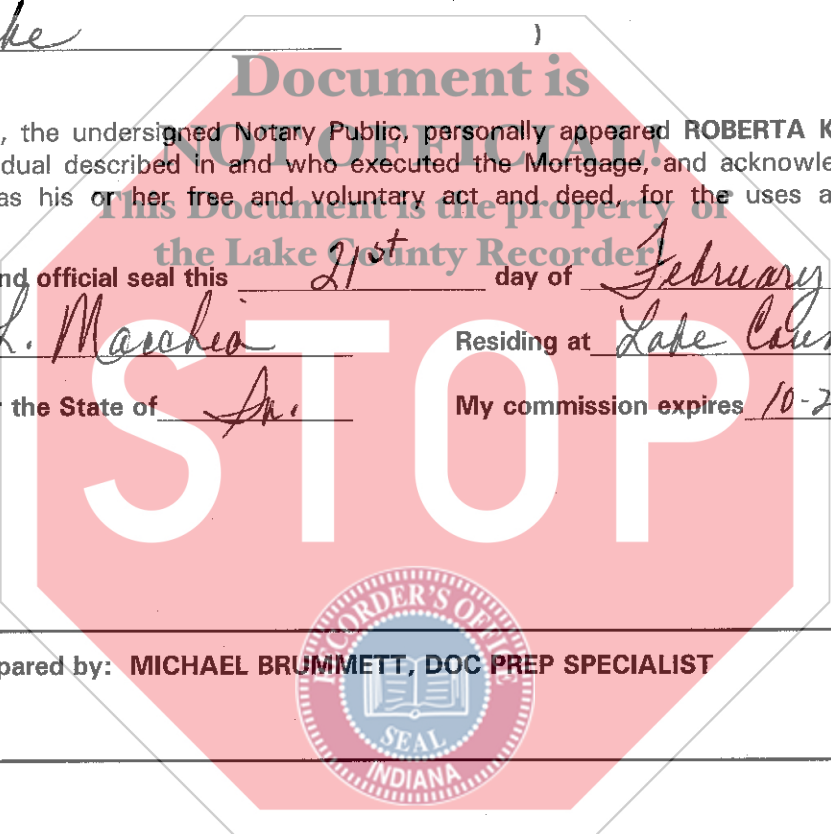 ke )
Document is
, the undersigned Notary Public, personally appeared ROBERTA K
NOT OFFICIAL!
dual described in and who executed the Mortgage, and acknowle
as his or her free and voluntary act and deed, for the uses a
This Document is the property of
the Lake County Recorder!
nd official seal this 21st day of February
L. Macchia Residing at Lake Coun
r the State of In. My commission expires 10-2
STOP
RECORDER'S OFFICE
pared by: MICHAEL BRUMMETT, DOC PREP SPECIALIST
SEAL
INDIANA